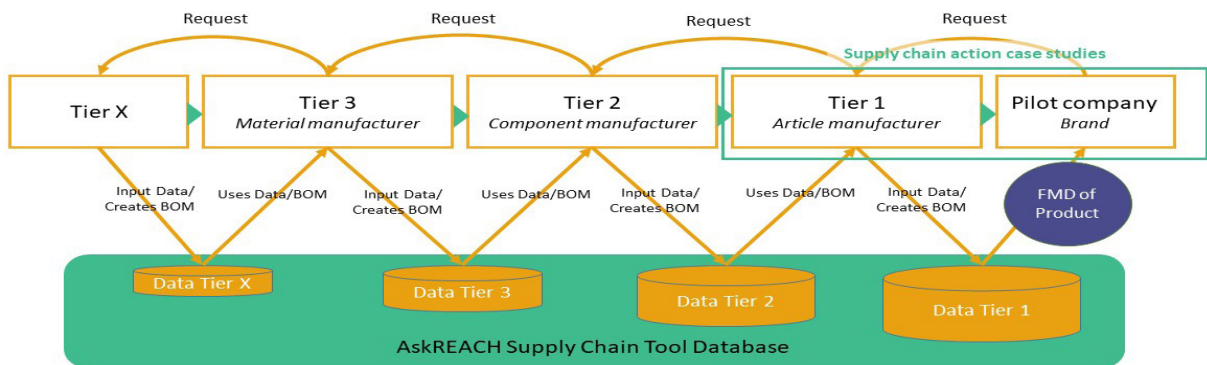 Request
Request
Request
Request
Supply chain action case studies
Tier X
Tier 3
Material manufacturer
Tier 2
Component manufacturer
Tier 1
Article manufacturer
Pilot company
Brand
Input Data/
Creates BOM
Uses Data/BOM
Input Data/
Creates BOM
Uses Data/BOM
Input Data/
Creates BOM
Uses Data/BOM
Input Data/
Creates BOM
FMD of
Product
Data Tier X
Data Tier 3
Data Tier 2
Data Tier 1
AskREACH Supply Chain Tool Database